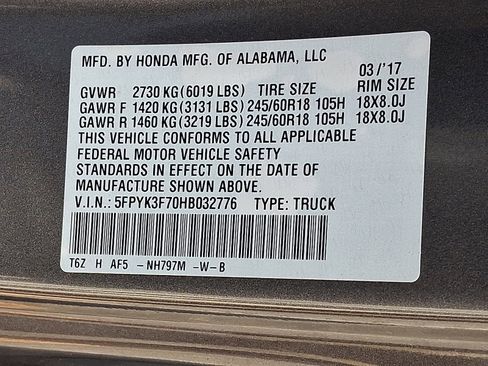 MFD. BY HONDA MFG. OF ALABAMA, LLC
03/'17
GVWR 2730 KG(6019 LBS) TIRE SIZE RIM SIZE
GAWR F 1420 KG(3131 LBS) 245/60R18 105H 18X8.0J
GAWR R 1460 KG(3219 LBS) 245/60R18 105H 18X8.0J
THIS VEHICLE CONFORMS TO ALL APPLICABLE
FEDERAL MOTOR VEHICLE SAFETY
STANDARDS IN EFFECT ON THE DATE OF
MANUFACTURE SHOWN ABOVE.
V.I.N.: 5FPYK3F70HB032776 TYPE: TRUCK
T6Z H AF5 -NH797M -W-B